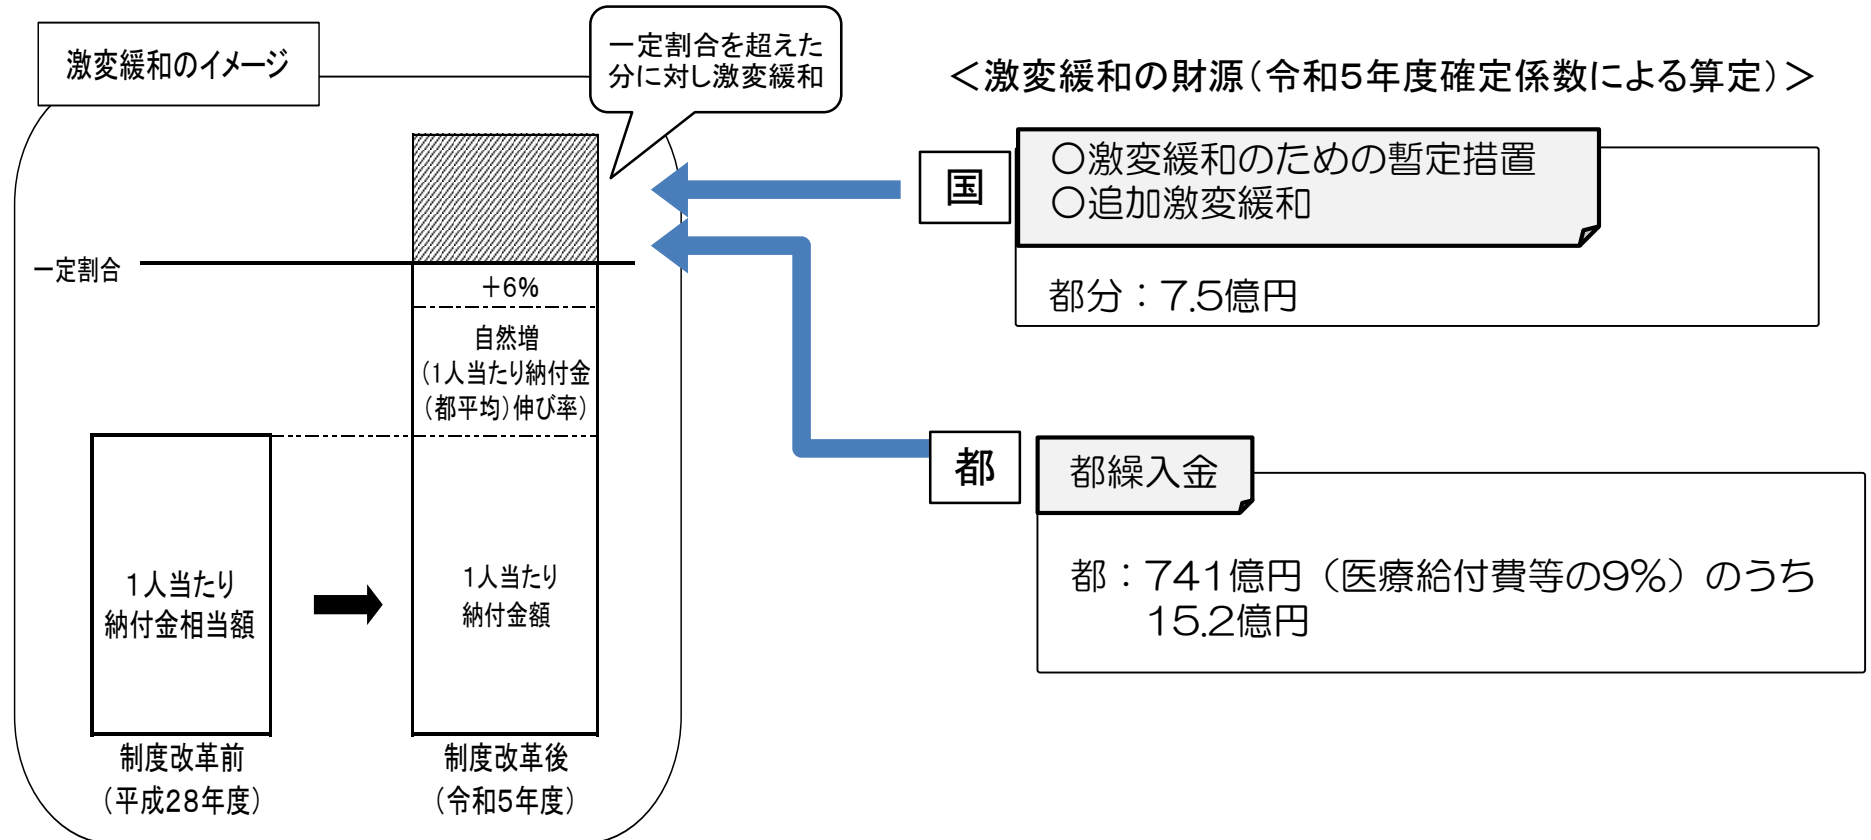 激変緩和のイメージ
一定割合を超えた
分に対し激変緩和
一定割合
＋6%
自然増
(1人当たり納付金
(都平均)伸び率)
1人当たり
納付金相当額
1人当たり
納付金額
制度改革前
(平成28年度)
制度改革後
(令和5年度)
＜激変緩和の財源(令和5年度確定係数による算定)＞
国
○激変緩和のための暫定措置
○追加激変緩和
都分：7.5億円
都
都繰入金
都：741億円（医療給付費等の9%）のうち
15.2億円